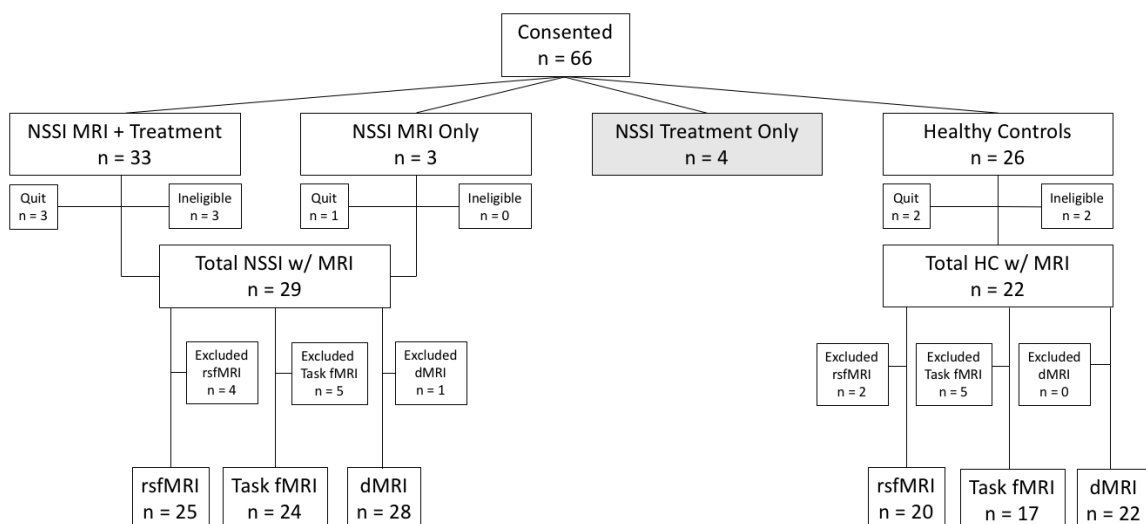 Consented
n = 66
NSSI MRI + Treatment
n = 33
NSSI MRI Only
n = 3
NSSI Treatment Only
n = 4
Healthy Controls
n = 26
Quit
n = 3
Ineligible
n = 3
Quit
n = 1
Ineligible
n = 0
Quit
n = 2
Ineligible
n = 2
Total NSSI w/ MRI
n = 29
Total HC w/ MRI
n = 22
Excluded
rsfMRI
n = 4
Excluded
Task fMRI
n = 5
Excluded
dMRI
n = 1
Excluded
rsfMRI
n = 2
Excluded
Task fMRI
n = 5
Excluded
dMRI
n = 0
rsfMRI
n = 25
Task fMRI
n = 24
dMRI
n = 28
rsfMRI
n = 20
Task fMRI
n = 17
dMRI
n = 22